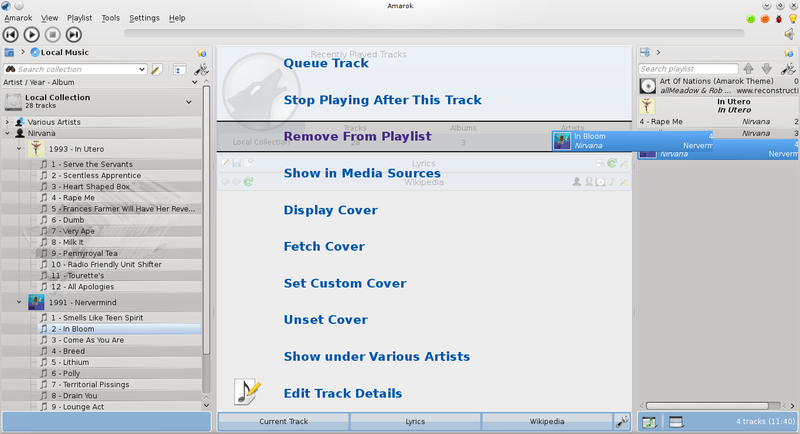 Amarok
Amarok View Playlist Tools Settings Help
Local Music
Search collection
Artist / Year - Album
Local Collection
28 tracks
Various Artists
Nirvana
1993 - In Utero
1 - Serve the Servants
2 - Scentless Apprentice
3 - Heart Shaped Box
4 - Rape Me
5 - Frances Farmer Will Have Her Reve...
6 - Dumb
7 - Very Ape
8 - Milk It
9 - Pennyroyal Tea
10 - Radio Friendly Unit Shifter
11 - Tourette's
12 - All Apologies
1991 - Nevermind
1 - Smells Like Teen Spirit
2 - In Bloom
3 - Come As You Are
4 - Breed
5 - Lithium
6 - Polly
7 - Territorial Pissings
8 - Drain You
9 - Lounge Act
Recently Played Tracks
Queue Track
Stop Playing After This Track
Tracks Albums Artists
Remove From Playlist
Local Collection 28 3
Lyrics
Show in Media Sources
Wikipedia
Display Cover
Fetch Cover
Set Custom Cover
Unset Cover
Show under Various Artists
Edit Track Details
Current Track Lyrics Wikipedia
Search playlist
Art Of Nations (Amarok Theme) 0
allMeadow & Rob ... www.reconstructi
In Utero
In Utero
4 - Rape Me Nirvana 2
Nirvana 3
In Bloom 4
Nirvana Neverm
4
Nirvana Neverm
4 tracks (11:40)